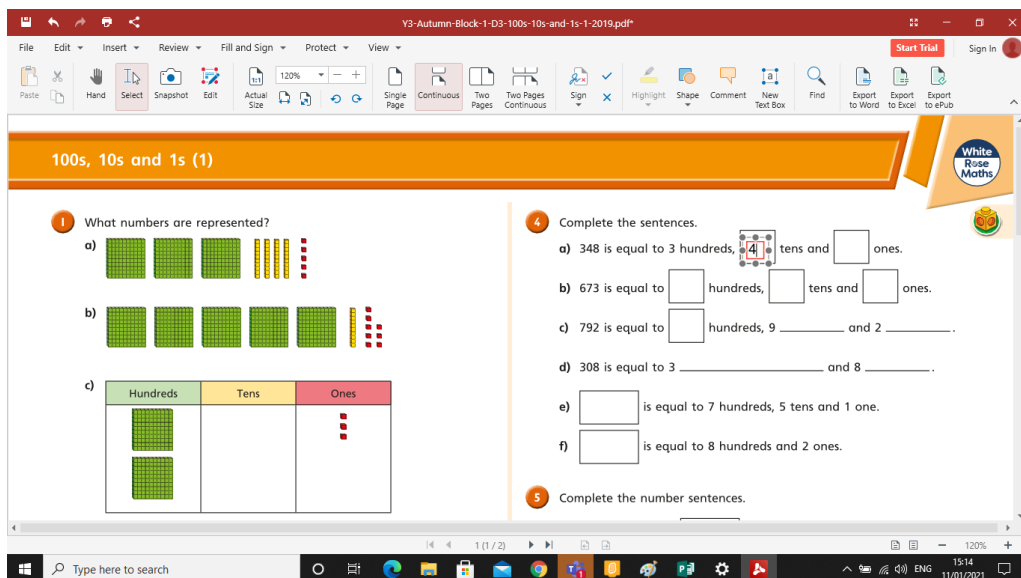 Y3-Autumn-Block-1-D3-100s-10s-and-1s-1-2019.pdf*
File Edit Insert Review Fill and Sign Protect View Start Trial Sign In
1:1 120% − + a
Paste Hand Select Snapshot Edit Actual Size Single Page Continuous Two Pages Two Pages Continuous Sign Highlight Shape Comment New Text Box Find Export to Word Export to Excel Export to ePub
100s, 10s and 1s (1)
White
Rose
Maths
1 What numbers are represented?
a)
b)
c)
Hundreds Tens Ones
4 Complete the sentences.
a) 348 is equal to 3 hundreds, 4 tens and ones.
b) 673 is equal to hundreds, tens and ones.
c) 792 is equal to hundreds, 9 __________ and 2 __________ .
d) 308 is equal to 3 ______________________ and 8 __________ .
e) is equal to 7 hundreds, 5 tens and 1 one.
f) is equal to 8 hundreds and 2 ones.
5 Complete the number sentences.
1 (1 / 2) − 120% +
Type here to search ENG 15:14
11/01/2021